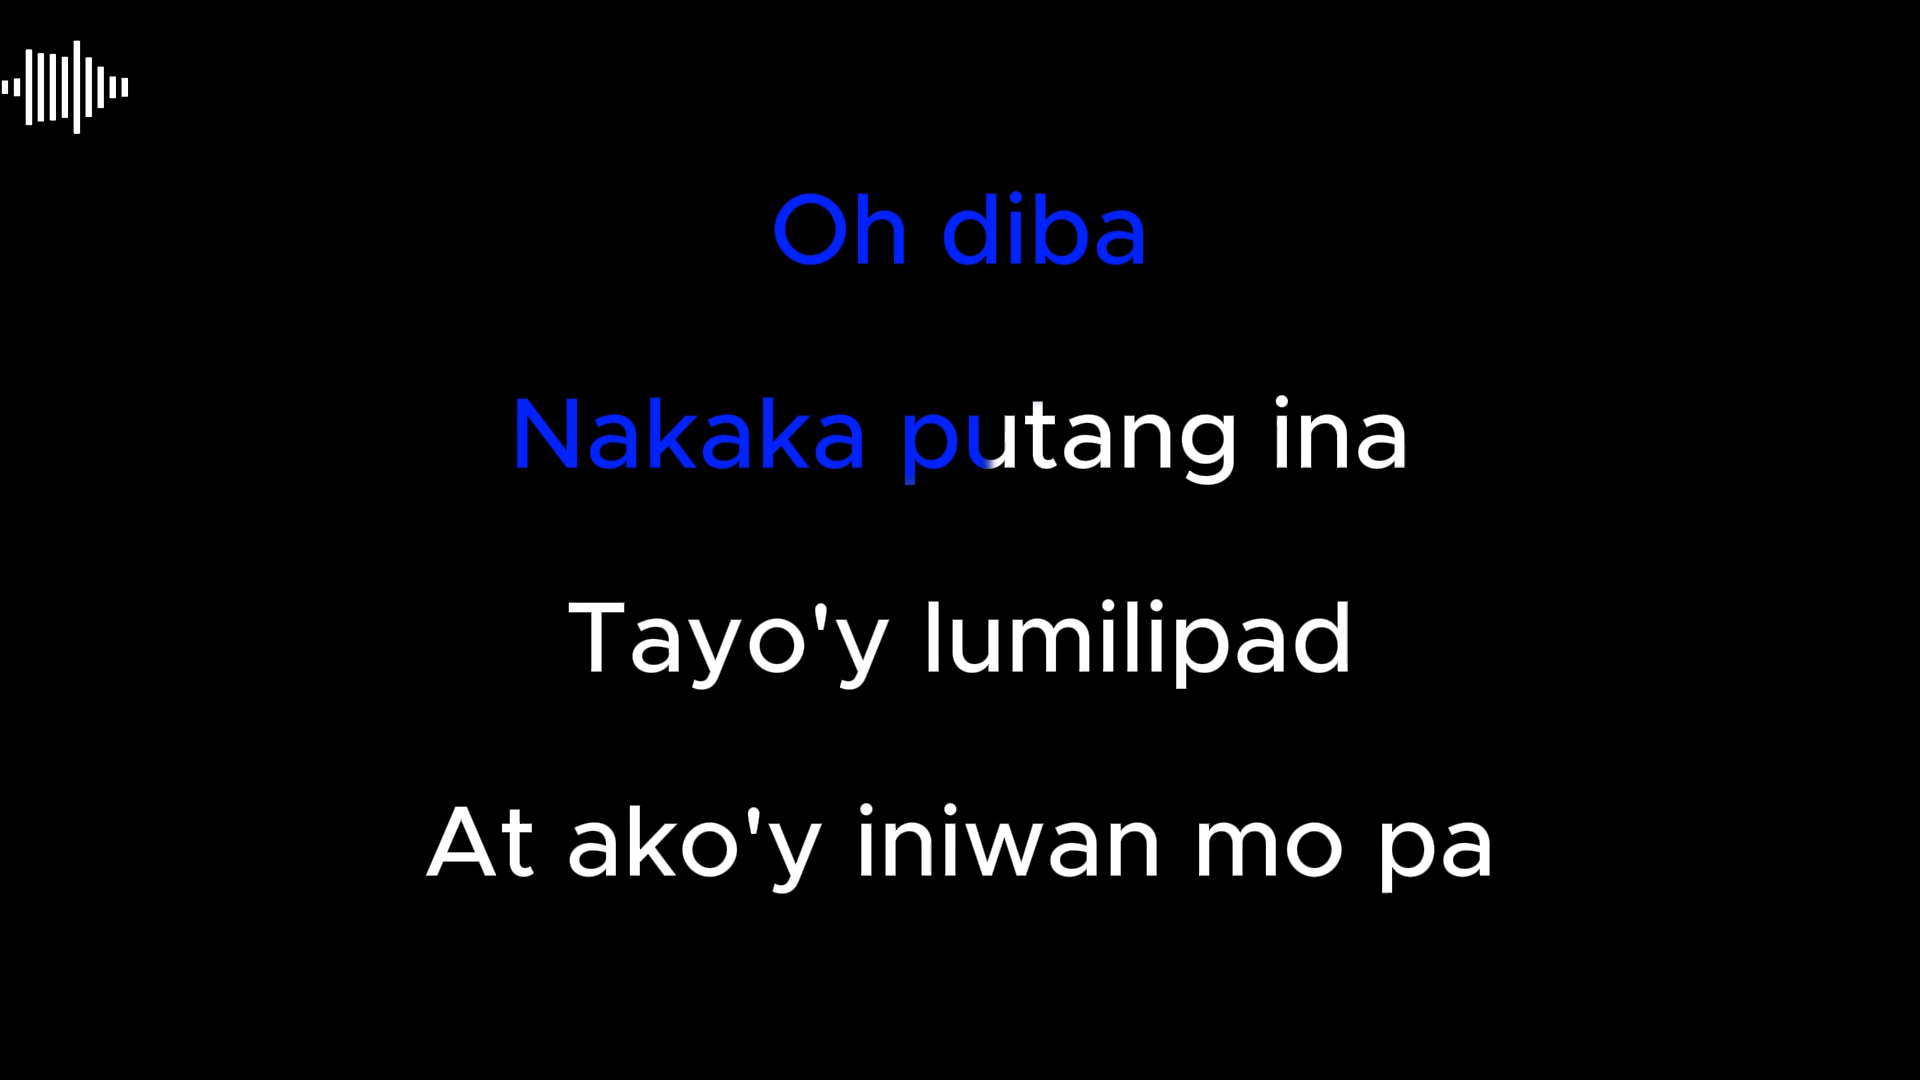 Oh diba
Nakaka putang ina
Tayo'y lumilipad
At ako'y iniwan mo pa